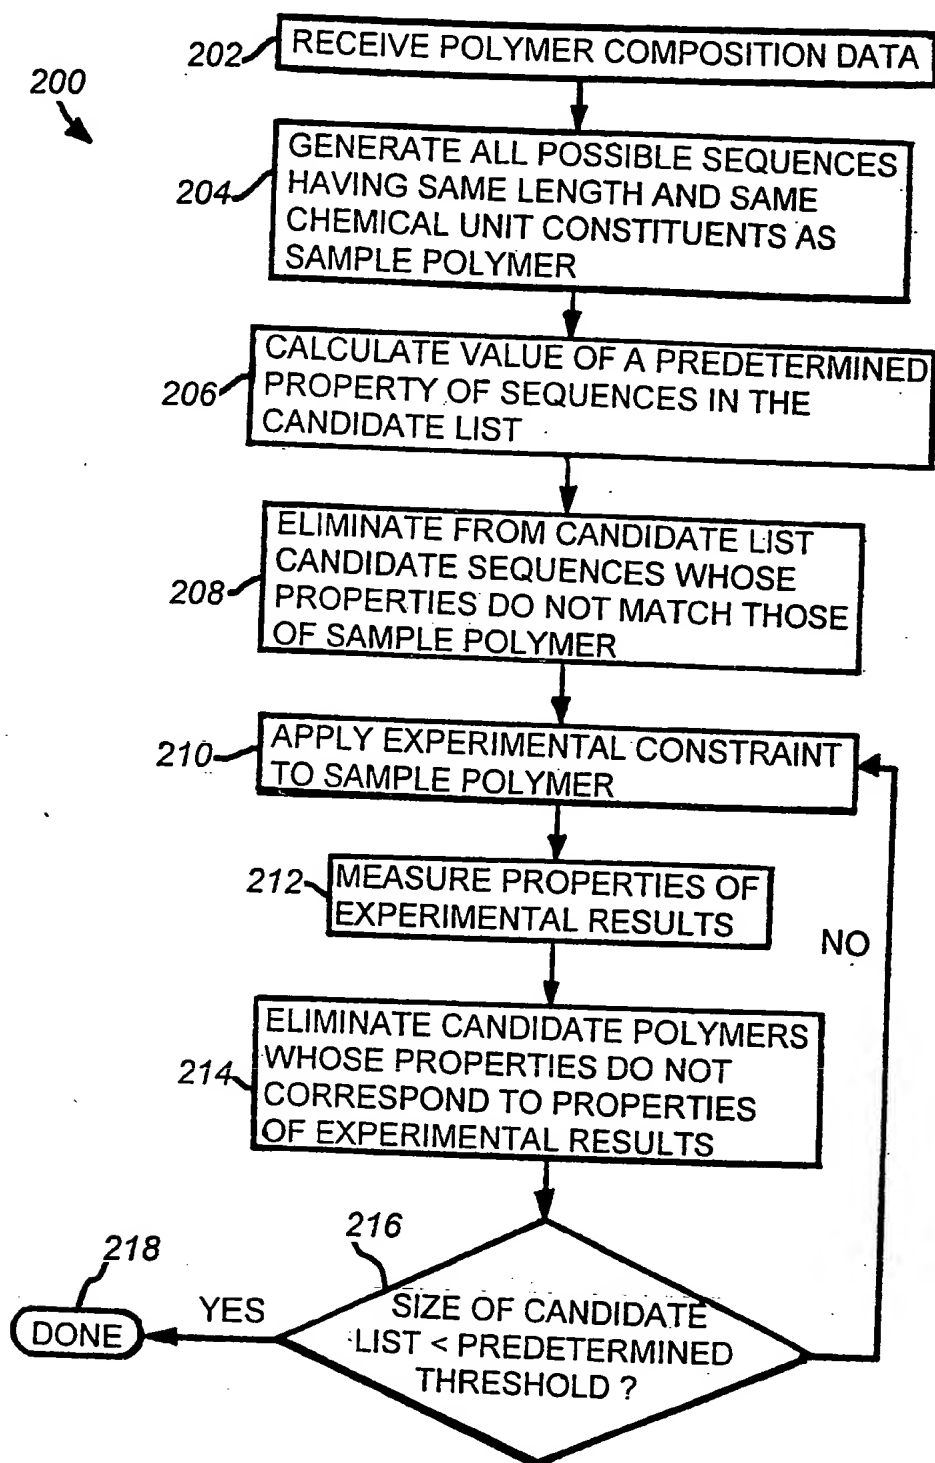 200
202
RECEIVE POLYMER COMPOSITION DATA
204
GENERATE ALL POSSIBLE SEQUENCES
HAVING SAME LENGTH AND SAME
CHEMICAL UNIT CONSTITUENTS AS
SAMPLE POLYMER
206
CALCULATE VALUE OF A PREDETERMINED
PROPERTY OF SEQUENCES IN THE
CANDIDATE LIST
208
ELIMINATE FROM CANDIDATE LIST
CANDIDATE SEQUENCES WHOSE
PROPERTIES DO NOT MATCH THOSE
OF SAMPLE POLYMER
210
APPLY EXPERIMENTAL CONSTRAINT
TO SAMPLE POLYMER
212
MEASURE PROPERTIES OF
EXPERIMENTAL RESULTS
NO
214
ELIMINATE CANDIDATE POLYMERS
WHOSE PROPERTIES DO NOT
CORRESPOND TO PROPERTIES
OF EXPERIMENTAL RESULTS
216
SIZE OF CANDIDATE
LIST < PREDETERMINED
THRESHOLD ?
YES
218
DONE